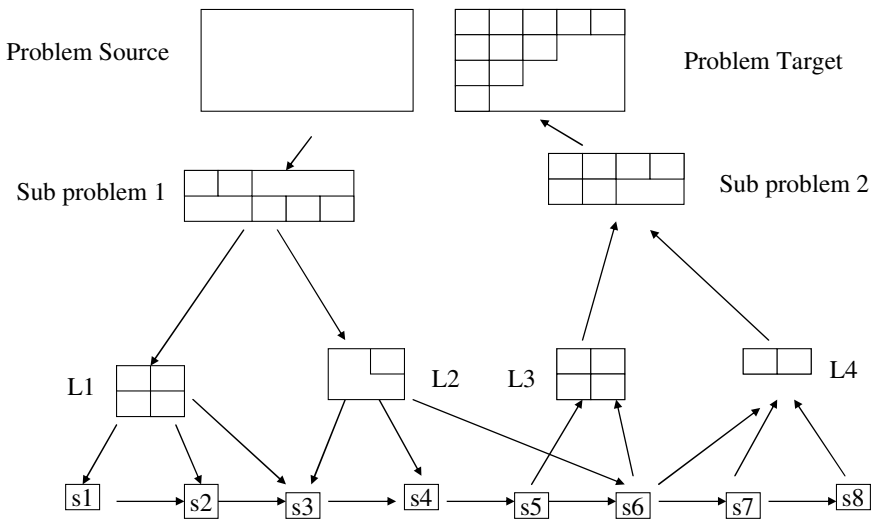 Problem Source
Problem Target
Sub problem 1
Sub problem 2
L1
L2
L3
L4
s1
s2
s3
s4
s5
s6
s7
s8